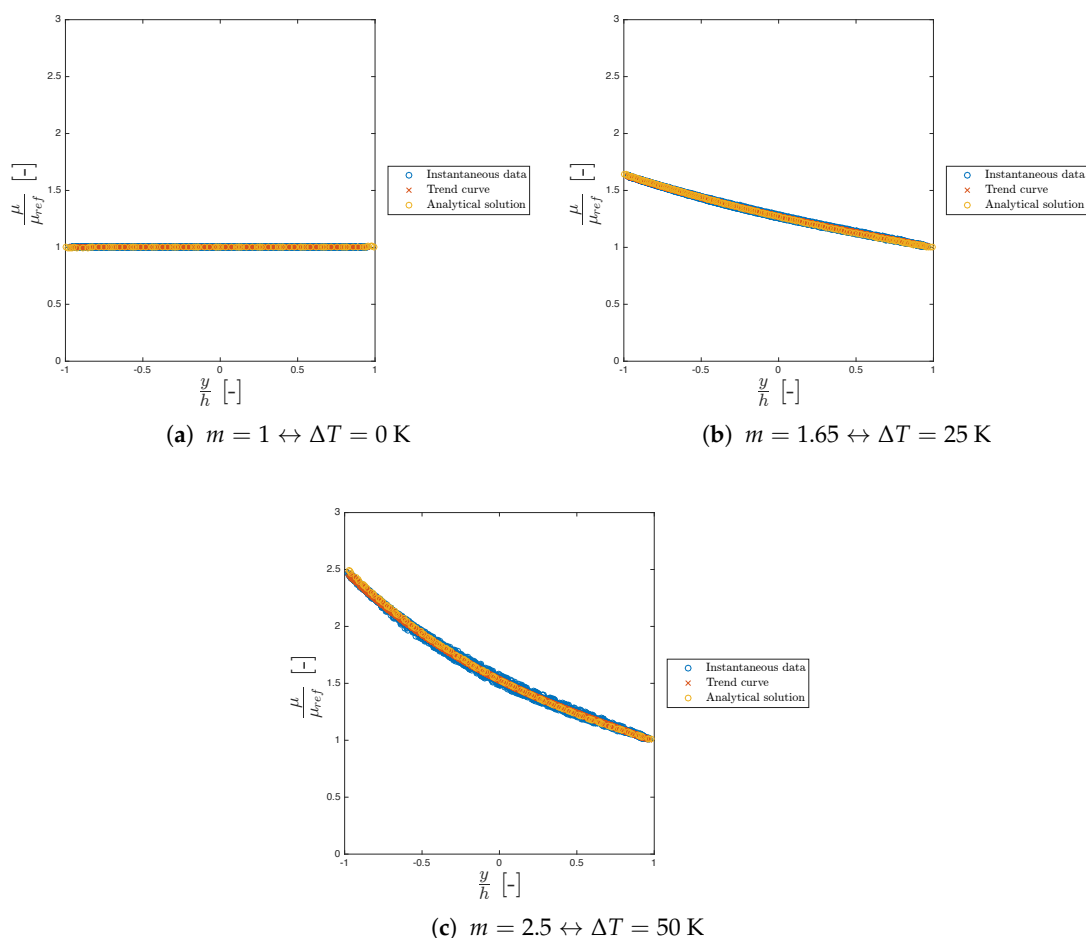 3
2.5
2
1.5
1
0.5
0
-1 -0.5 0 0.5 1
μ/μ_ref [-]
y/h [-]
Instantaneous data
Trend curve
Analytical solution
(a) m = 1 ↔ ΔT = 0 K
3
2.5
2
1.5
1
0.5
0
-1 -0.5 0 0.5 1
μ/μ_ref [-]
y/h [-]
Instantaneous data
Trend curve
Analytical solution
(b) m = 1.65 ↔ ΔT = 25 K
3
2.5
2
1.5
1
0.5
0
-1 -0.5 0 0.5 1
μ/μ_ref [-]
y/h [-]
Instantaneous data
Trend curve
Analytical solution
(c) m = 2.5 ↔ ΔT = 50 K